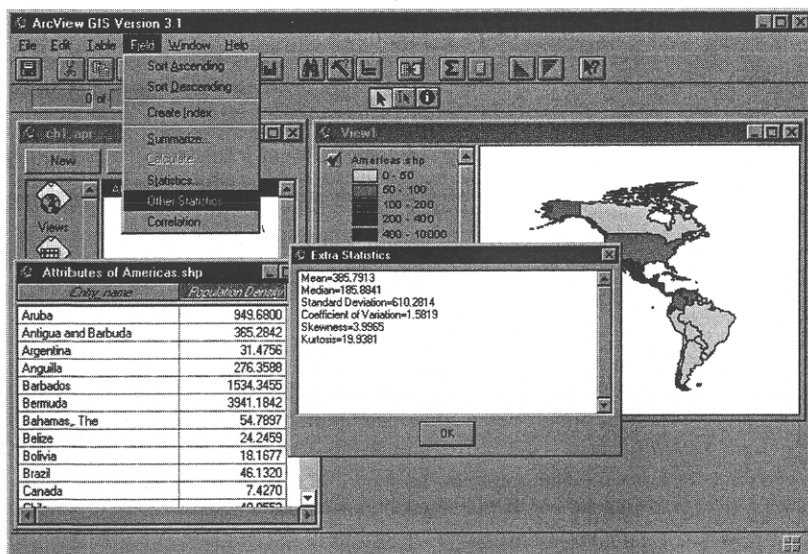 ArcView GIS Version 3.1
File Edit Table Field Window Help
Sort Ascending
Sort Descending
Create Index
Summarize...
Calculate...
Statistics...
Other Statistics
Correlation
0 of
ch1.apr
New
Views
View1
Americas.shp
0 - 50
50 - 100
100 - 200
200 - 400
400 - 10000
Attributes of Americas.shp
Cntry_name Population Density
Aruba 949.6800
Antigua and Barbuda 365.2842
Argentina 31.4756
Anguilla 276.3588
Barbados 1534.3455
Bermuda 3941.1842
Bahamas, The 54.7897
Belize 24.2459
Bolivia 18.1677
Brazil 46.1320
Canada 7.4270
Extra Statistics
Mean=385.7913
Median=185.8841
Standard Deviation=610.2814
Coefficient of Variation=1.5819
Skewness=3.9965
Kurtosis=19.9381
OK